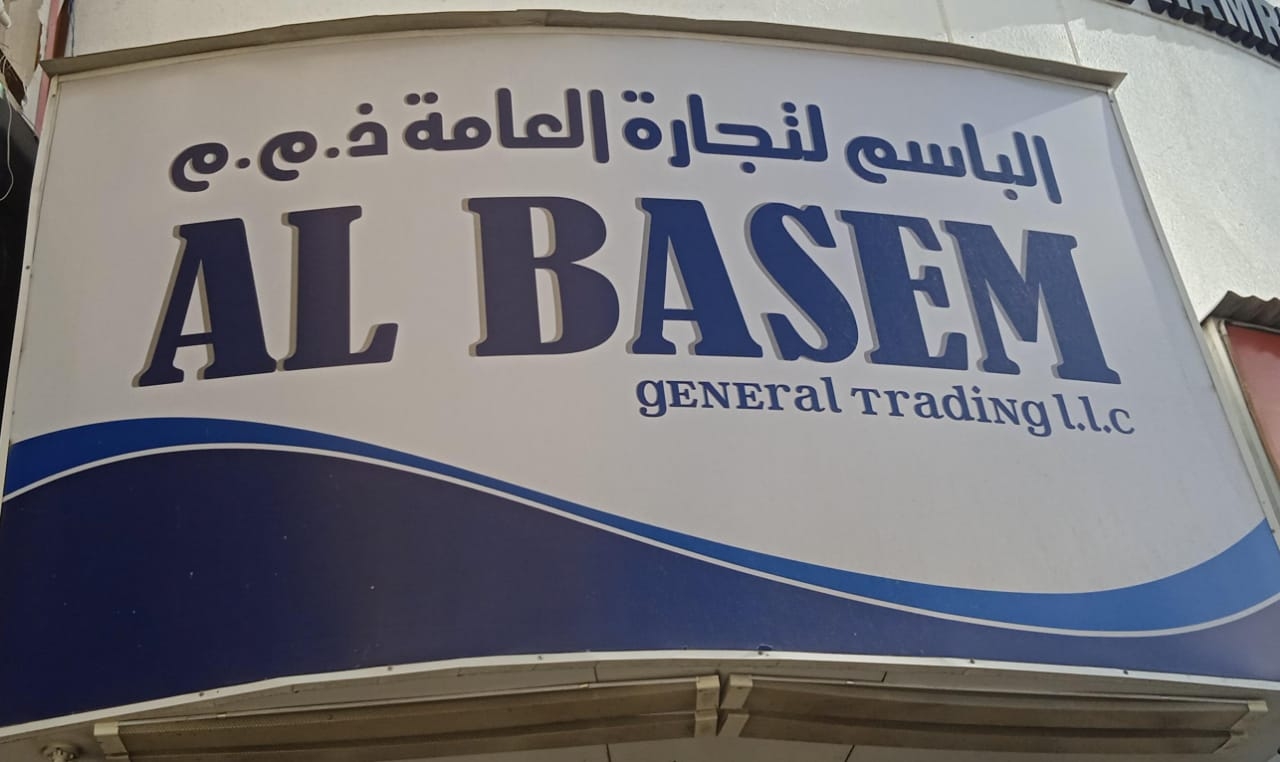 الباسم لتجارة العامة ذ.م.م
AL BASEM
gENEral Trading l.l.c